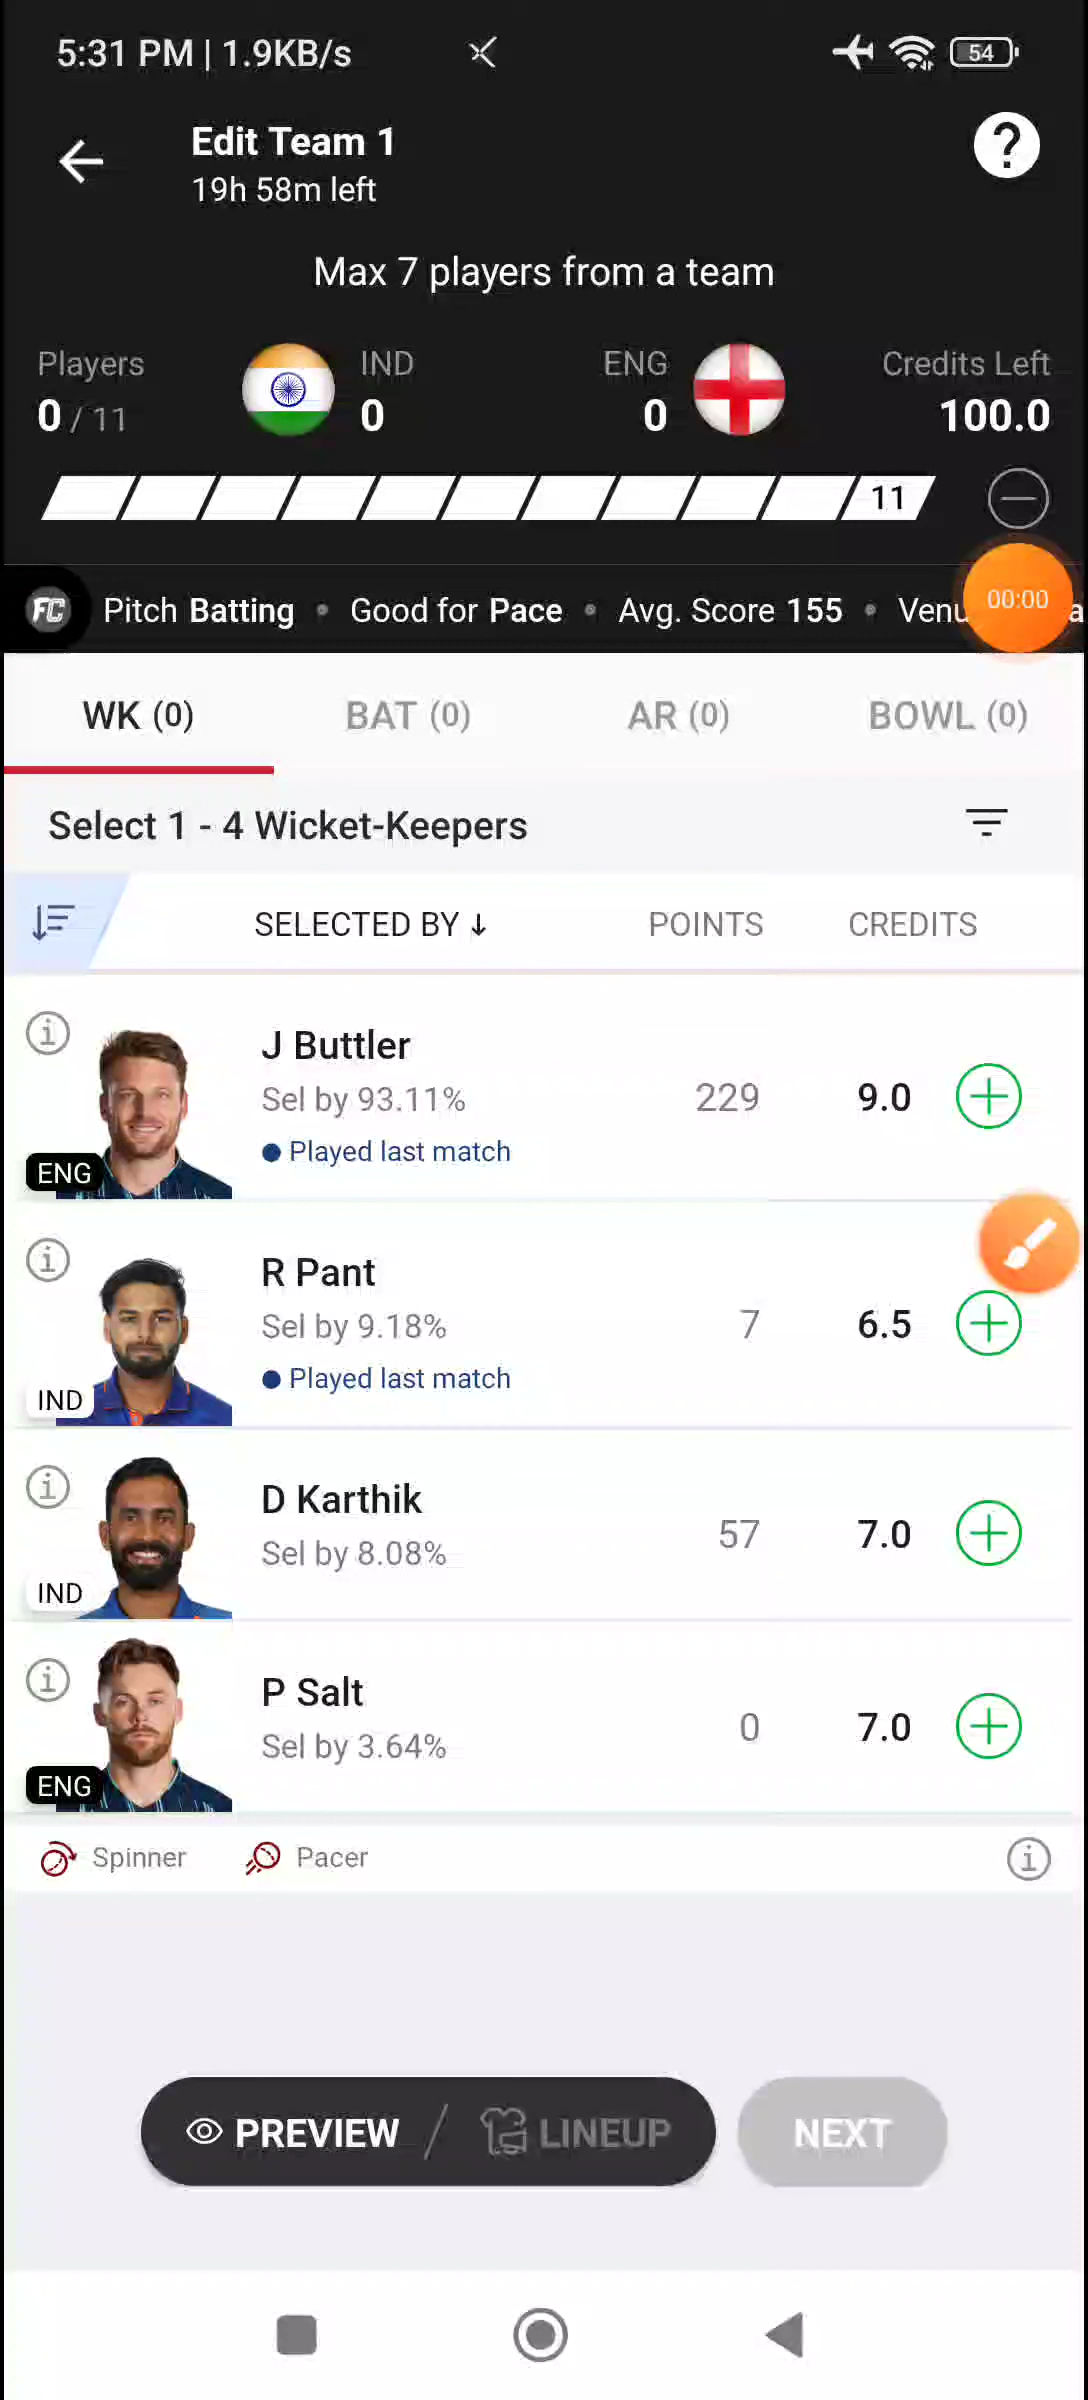 5:31 PM | 1.9KB/s 54
Edit Team 1
19h 58m left
?
Max 7 players from a team
Players IND ENG Credits Left
0 / 11 0 0 100.0
11
FC Pitch Batting • Good for Pace • Avg. Score 155 •
00:00
WK (0) BAT (0) AR (0) BOWL (0)
Select 1 - 4 Wicket-Keepers
SELECTED BY ↓ POINTS CREDITS
J Buttler
Sel by 93.11% 229 9.0
Played last match
ENG
R Pant
Sel by 9.18% 7 6.5
Played last match
IND
D Karthik
Sel by 8.08% 57 7.0
IND
P Salt
Sel by 3.64% 0 7.0
ENG
Spinner Pacer
PREVIEW / LINEUP NEXT